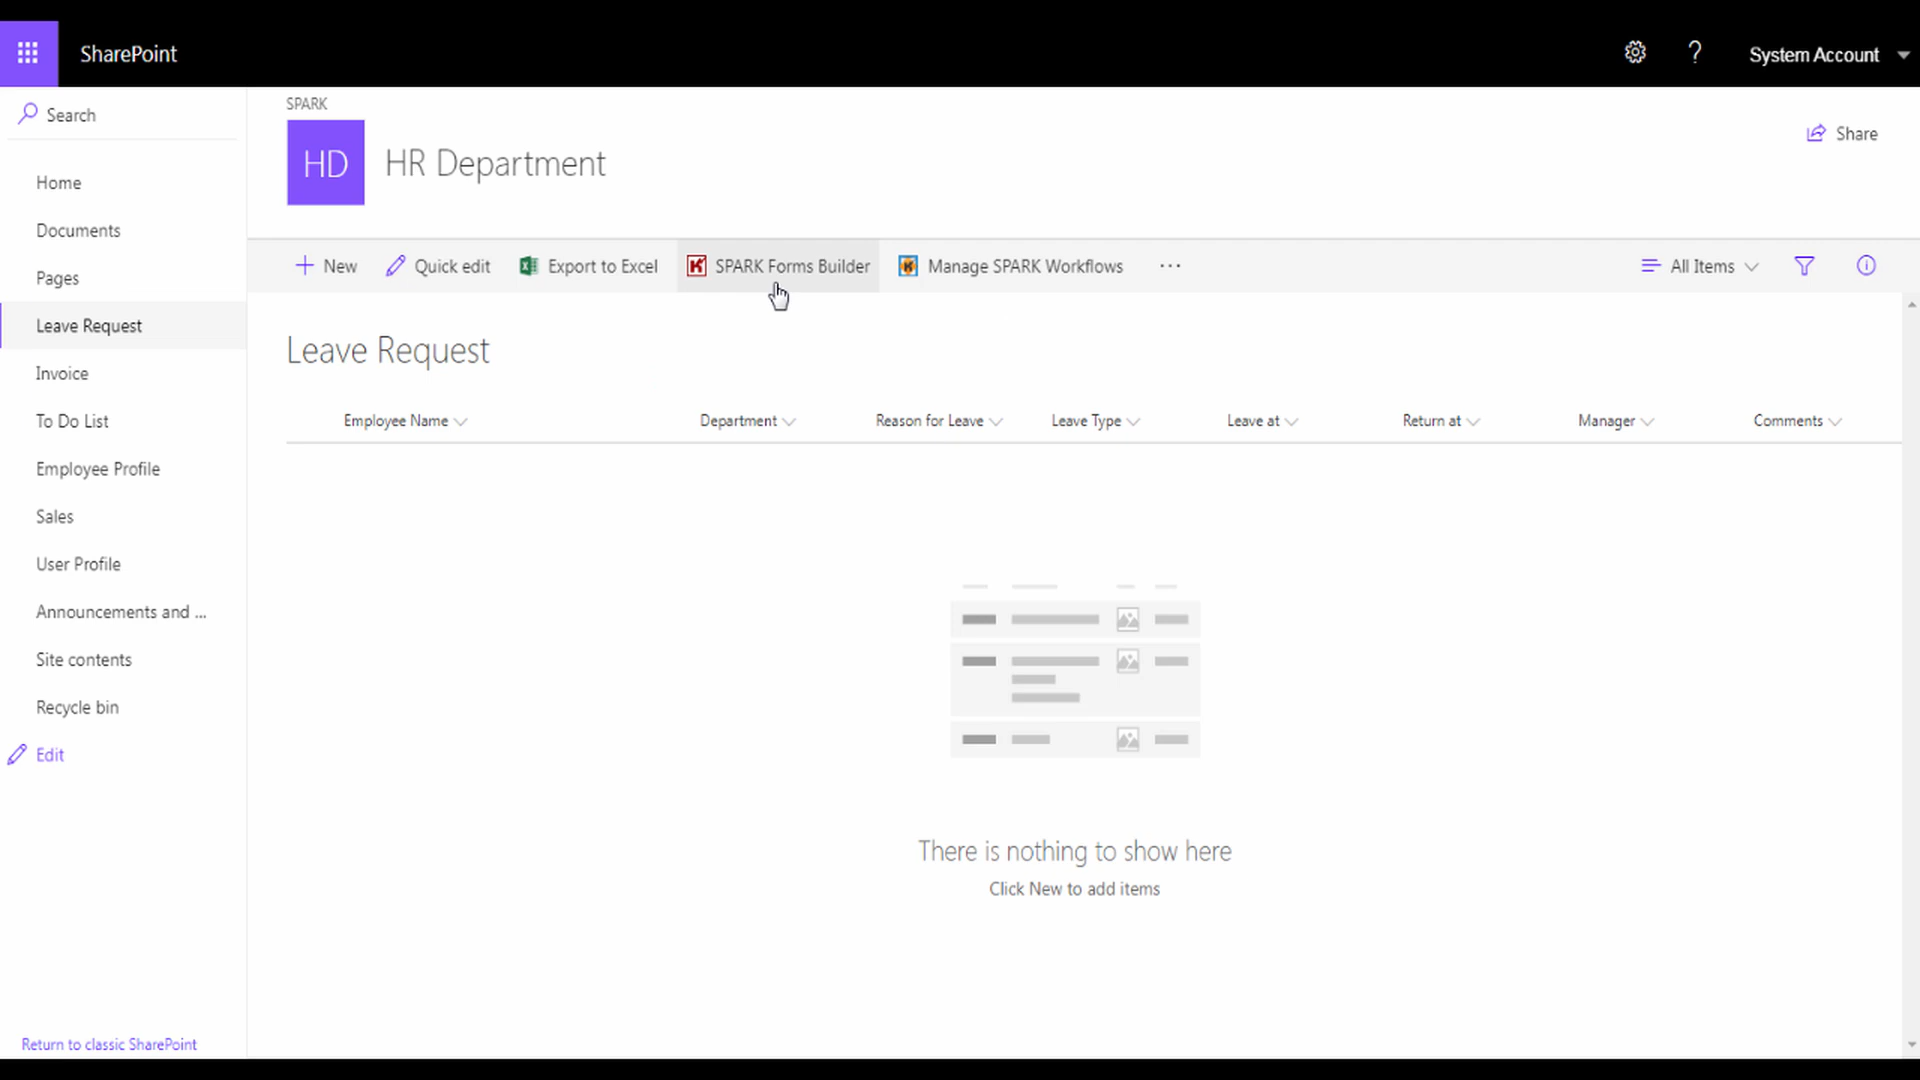 SharePoint
?
System Account
Search
Home
Documents
Pages
Leave Request
Invoice
To Do List
Employee Profile
Sales
User Profile
Announcements and ...
Site contents
Recycle bin
Edit
Return to classic SharePoint
SPARK
HD
HR Department
Share
New
Quick edit
Export to Excel
SPARK Forms Builder
Manage SPARK Workflows
...
All Items
Leave Request
Employee Name
Department
Reason for Leave
Leave Type
Leave at
Return at
Manager
Comments
There is nothing to show here
Click New to add items